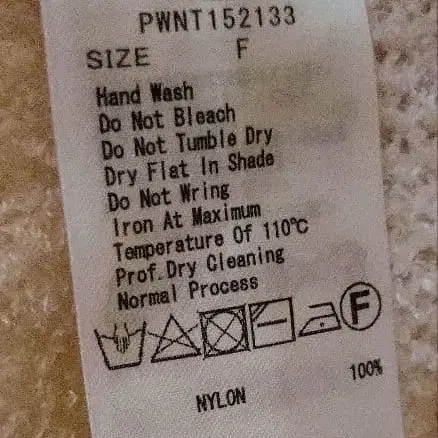 PWNT152133
SIZE F
Hand Wash
Do Not Bleach
Do Not Tumble Dry
Dry Flat In Shade
Do Not Wring
Iron At Maximum
Temperature Of 110℃
Prof.Dry Cleaning
Normal Process
F
NYLON 100%